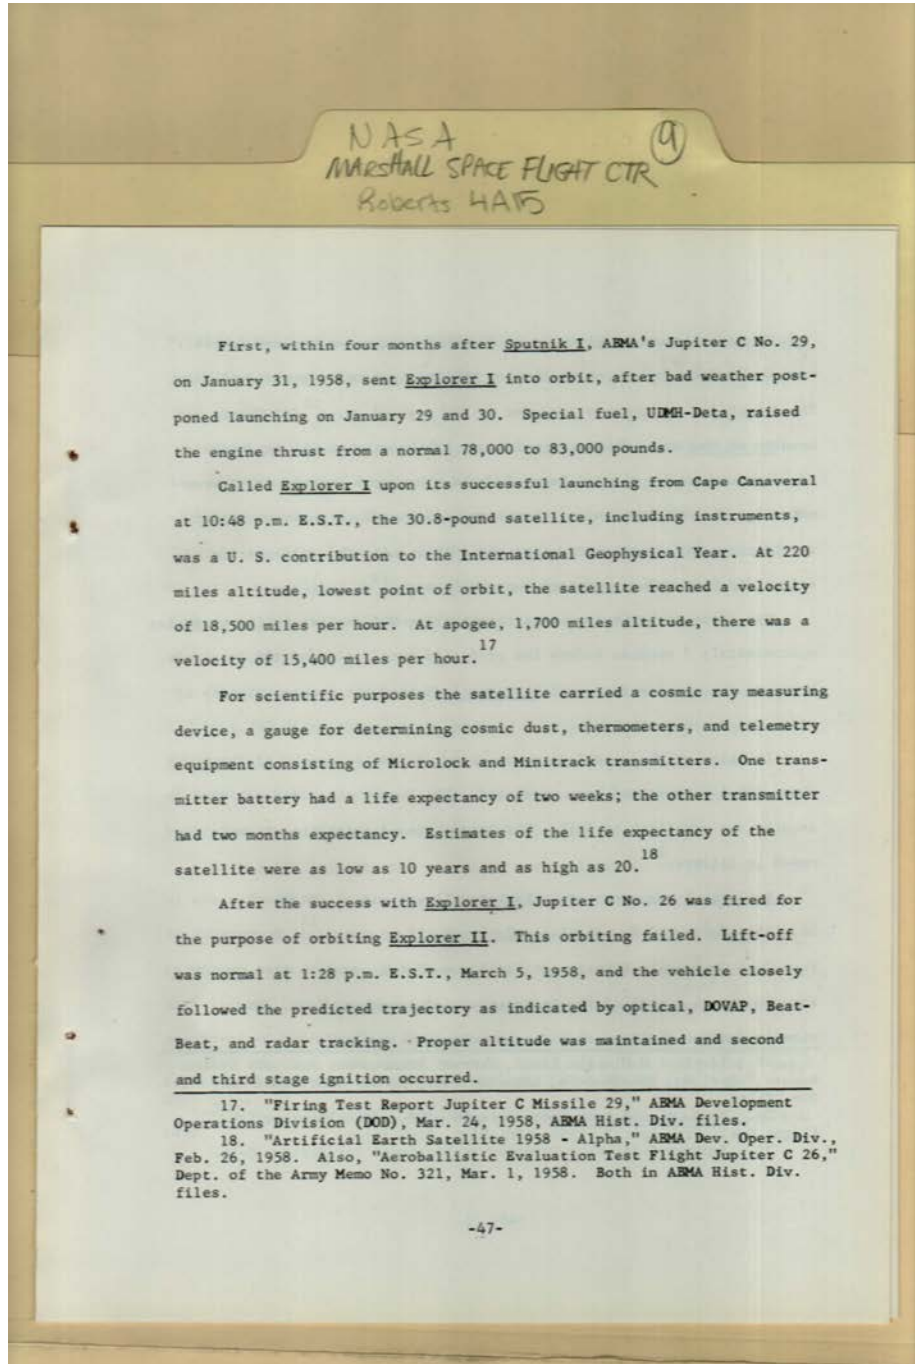 NASA 9
MARSHALL SPACE FLIGHT CTR
Roberts
First, within four months after Sputnik I, ABMA's Jupiter C No. 29,
on January 31, 1958, sent Explorer I into orbit, after bad weather post-
poned launching on January 29 and 30. Special fuel, UDMH-Deta, raised
the engine thrust from a normal 78,000 to 83,000 pounds.
Called Explorer I upon its successful launching from Cape Canaveral
at 10:48 p.m. E.S.T., the 30.8-pound satellite, including instruments,
was a U. S. contribution to the International Geophysical Year. At 220
miles altitude, lowest point of orbit, the satellite reached a velocity
of 18,500 miles per hour. At apogee, 1,700 miles altitude, there was a
velocity of 15,400 miles per hour.17
For scientific purposes the satellite carried a cosmic ray measuring
device, a gauge for determining cosmic dust, thermometers, and telemetry
equipment consisting of Microlock and Minitrack transmitters. One trans-
mitter battery had a life expectancy of two weeks; the other transmitter
had two months expectancy. Estimates of the life expectancy of the
satellite were as low as 10 years and as high as 20.18
After the success with Explorer I, Jupiter C No. 26 was fired for
the purpose of orbiting Explorer II. This orbiting failed. Lift-off
was normal at 1:28 p.m. E.S.T., March 5, 1958, and the vehicle closely
followed the predicted trajectory as indicated by optical, DOVAP, Beat-
Beat, and radar tracking. Proper altitude was maintained and second
and third stage ignition occurred.
17. "Firing Test Report Jupiter C Missile 29," ABMA Development
Operations Division (DOD), Mar. 24, 1958, ABMA Hist. Div. files.
18. "Artificial Earth Satellite 1958 - Alpha," ABMA Dev. Oper. Div.,
Feb. 26, 1958. Also, "Aeroballistic Evaluation Test Flight Jupiter C 26,"
Dept. of the Army Memo No. 321, Mar. 1, 1958. Both in ABMA Hist. Div.
files.
-47-